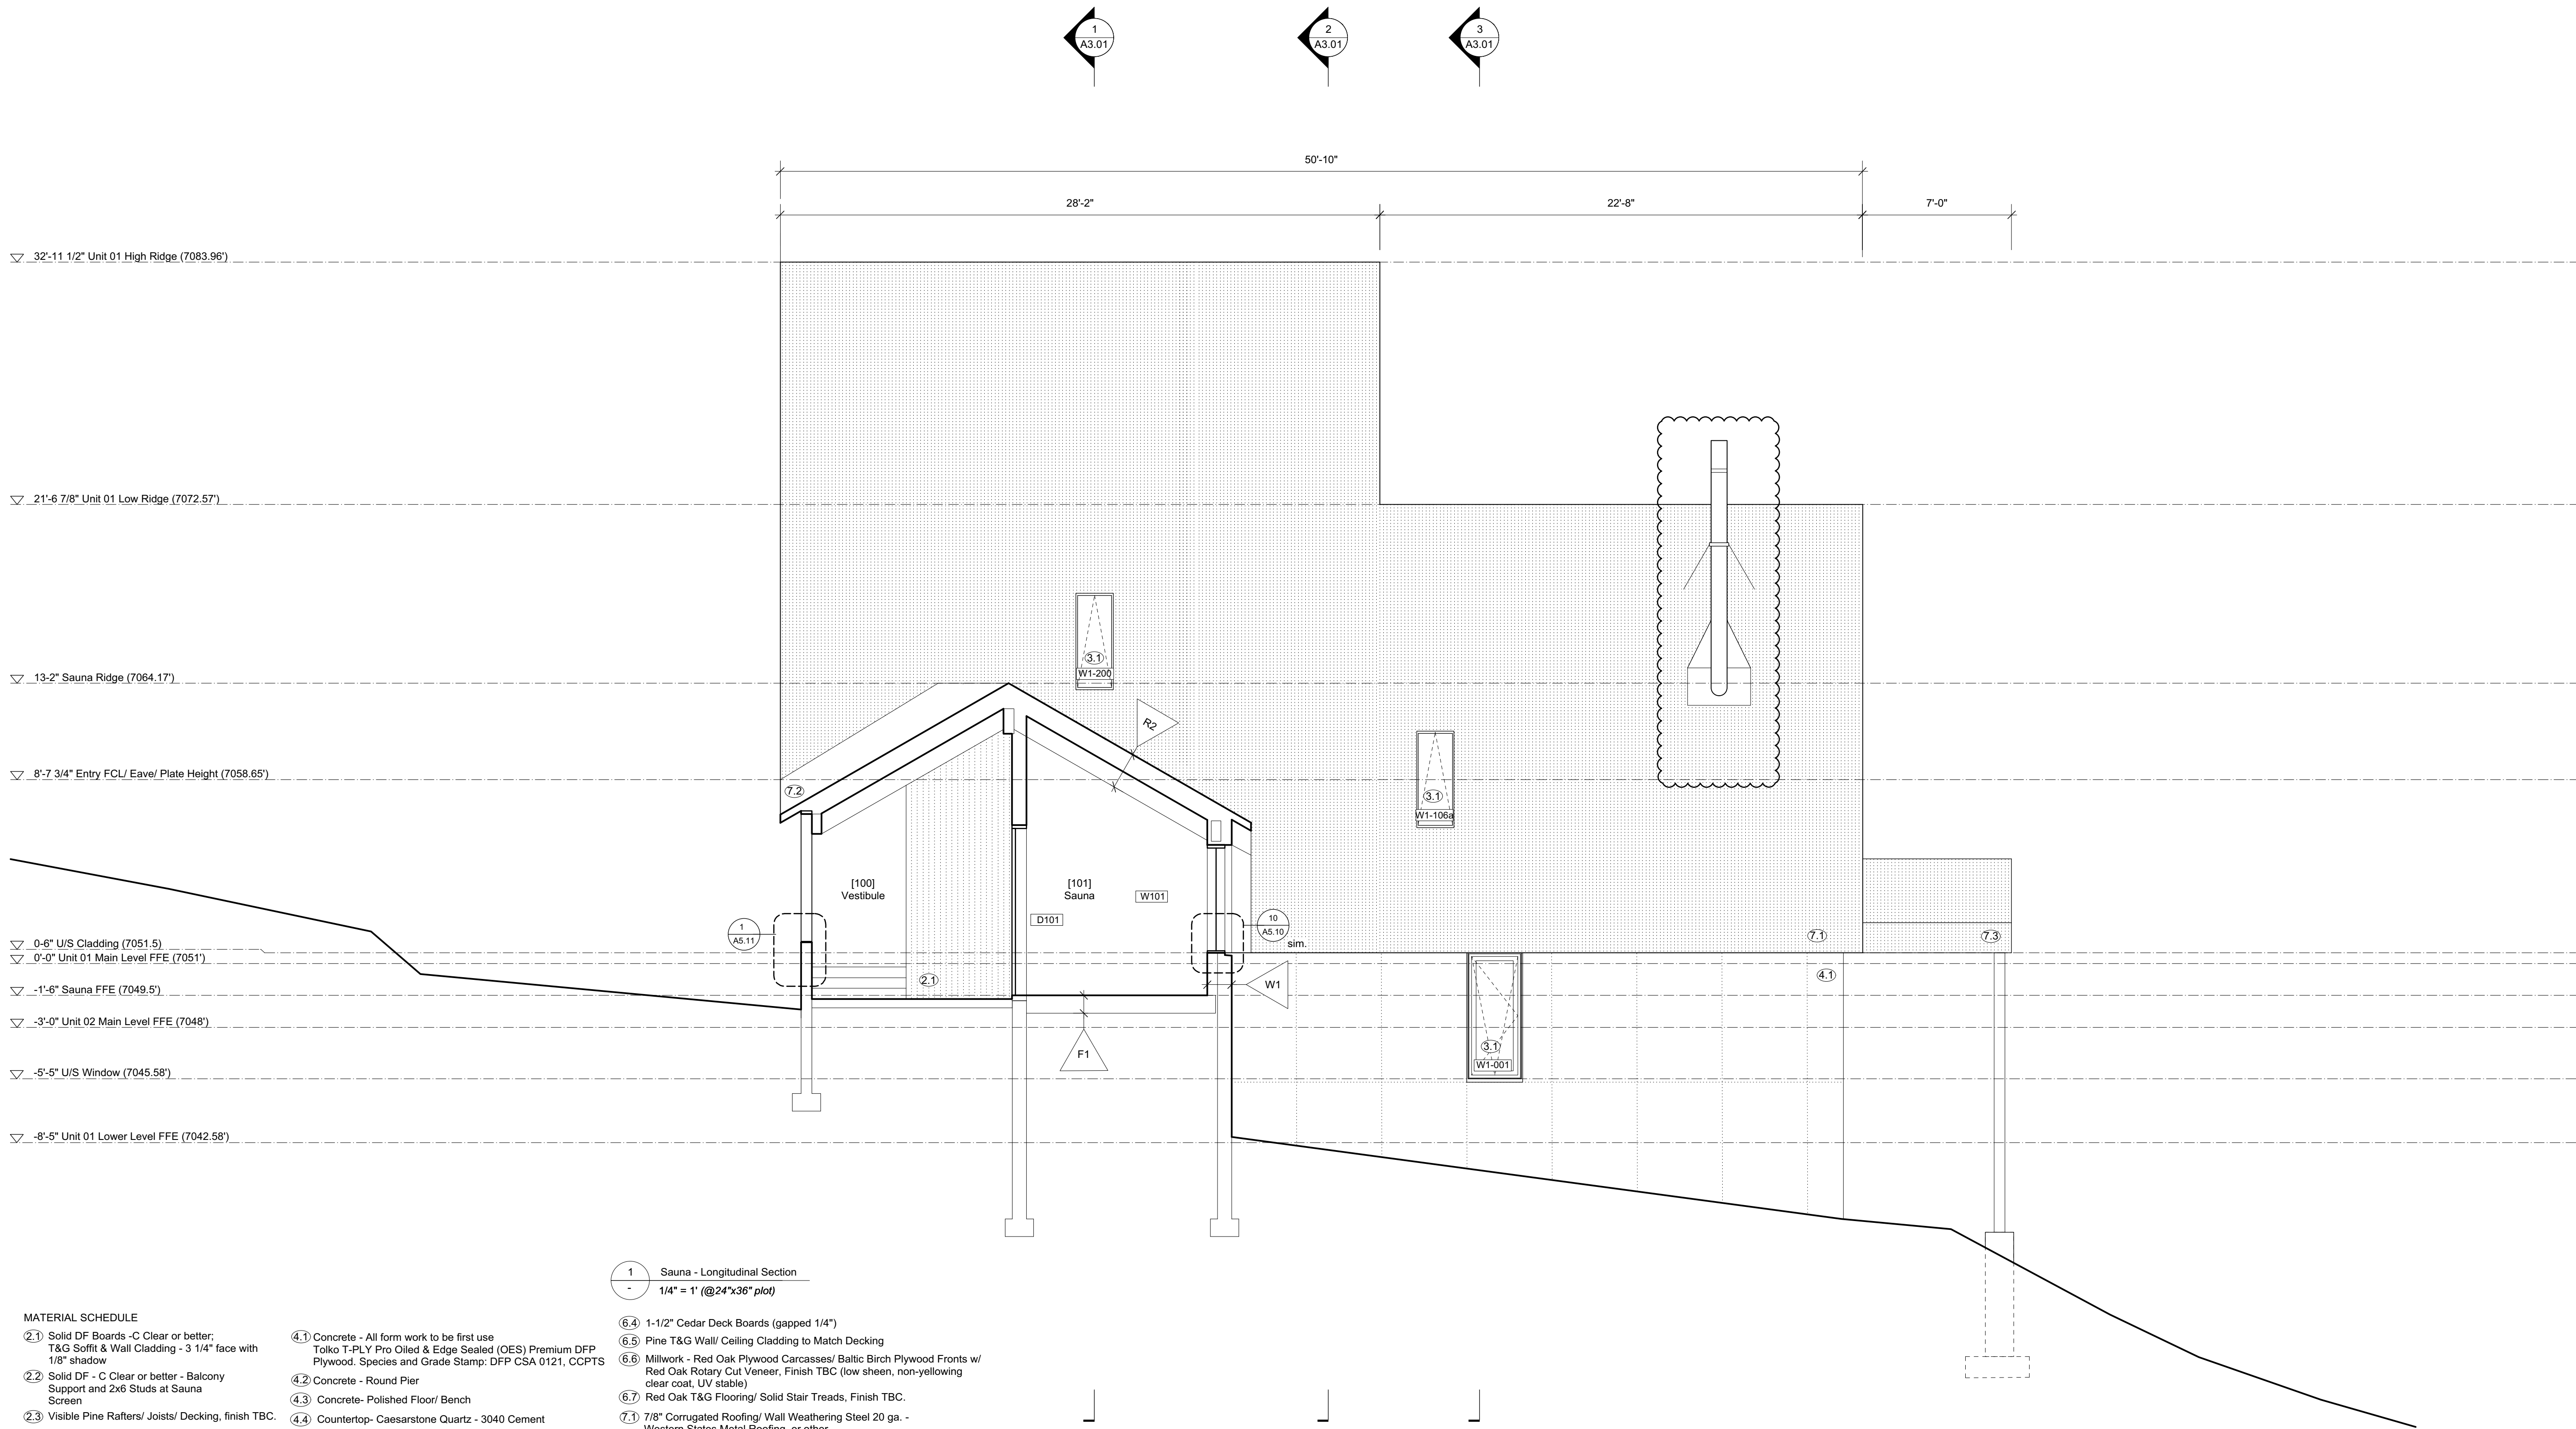 1
A3.01
2
A3.01
3
A3.01
50'-10"
28'-2"
22'-8"
7'-0"
32'-11 1/2" Unit 01 High Ridge (7083.96')
21'-6 7/8" Unit 01 Low Ridge (7072.57')
3.1
W1-200
13-2" Sauna Ridge (7064.17')
R2
8'-7 3/4" Entry FCL/ Eave/ Plate Height (7058.65')
7.2
3.1
W1-106a
[100]
Vestibule
[101]
Sauna
W101
D101
1
A5.11
10
A5.10
sim.
7.1
7.3
0-6" U/S Cladding (7051.5)
0'-0" Unit 01 Main Level FFE (7051')
2.1
4.1
W1
-1'-6" Sauna FFE (7049.5')
-3'-0" Unit 02 Main Level FFE (7048')
F1
3.1
W1-001
-5'-5" U/S Window (7045.58')
-8'-5" Unit 01 Lower Level FFE (7042.58')
1
-
Sauna - Longitudinal Section
1/4" = 1' (@24"x36" plot)
MATERIAL SCHEDULE
2.1 Solid DF Boards -C Clear or better;
T&G Soffit & Wall Cladding - 3 1/4" face with
1/8" shadow
2.2 Solid DF - C Clear or better - Balcony
Support and 2x6 Studs at Sauna
Screen
2.3 Visible Pine Rafters/ Joists/ Decking, finish TBC.
4.1 Concrete - All form work to be first use
Tolko T-PLY Pro Oiled & Edge Sealed (OES) Premium DFP
Plywood. Species and Grade Stamp: DFP CSA 0121, CCPTS
4.2 Concrete - Round Pier
4.3 Concrete- Polished Floor/ Bench
4.4 Countertop- Caesarstone Quartz - 3040 Cement
6.4 1-1/2" Cedar Deck Boards (gapped 1/4")
6.5 Pine T&G Wall/ Ceiling Cladding to Match Decking
6.6 Millwork - Red Oak Plywood Carcasses/ Baltic Birch Plywood Fronts w/
Red Oak Rotary Cut Veneer, Finish TBC (low sheen, non-yellowing
clear coat, UV stable)
6.7 Red Oak T&G Flooring/ Solid Stair Treads, Finish TBC.
7.1 7/8" Corrugated Roofing/ Wall Weathering Steel 20 ga. -
Western States Metal Roofing, or other